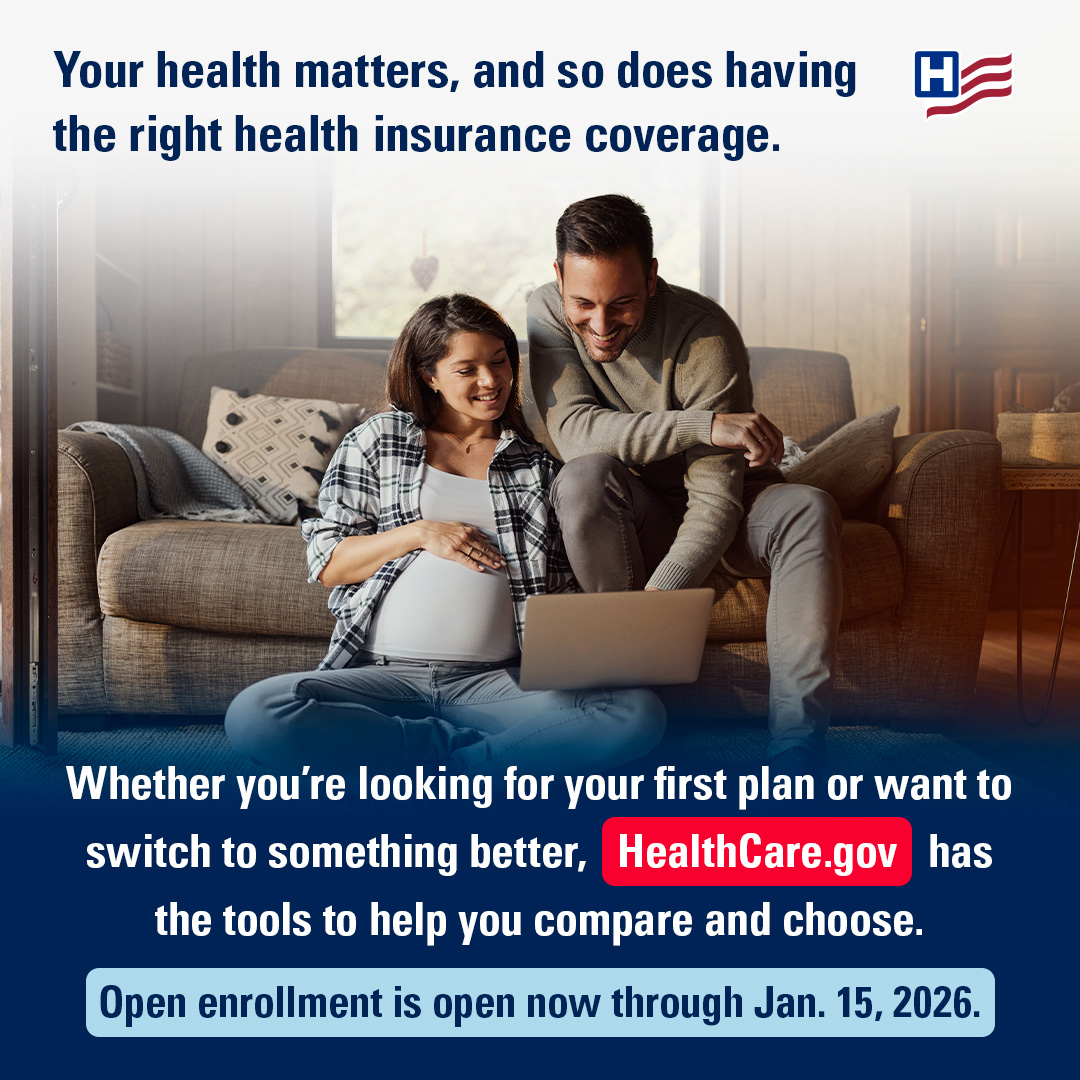 Your health matters, and so does having
the right health insurance coverage.
H
Whether you're looking for your first plan or want to
switch to something better, HealthCare.gov has
the tools to help you compare and choose.
Open enrollment is open now through Jan. 15, 2026.